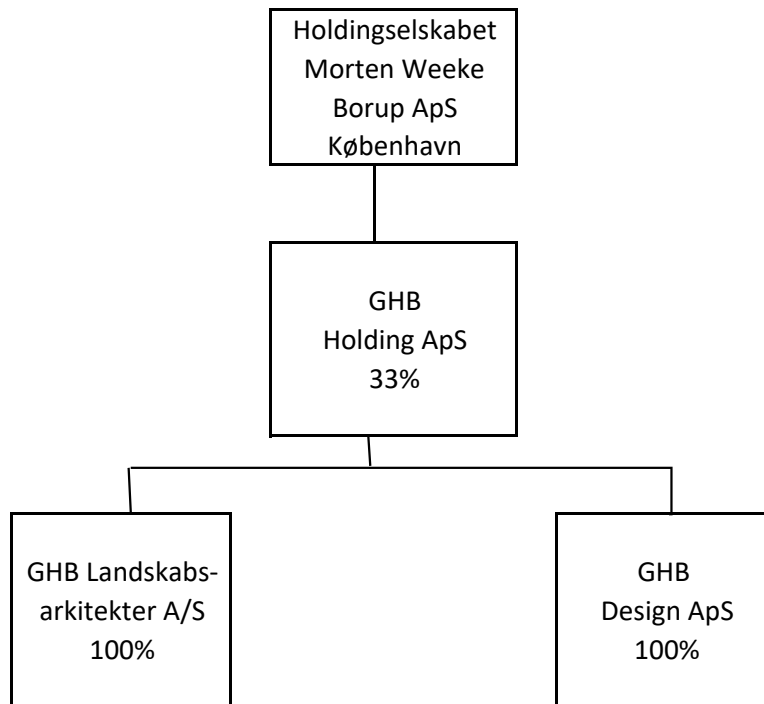 Holdingselskabet
Morten Weeke
Borup ApS
København
GHB
Holding ApS
33%
GHB Landskabs-
arkitekter A/S
100%
GHB
Design ApS
100%